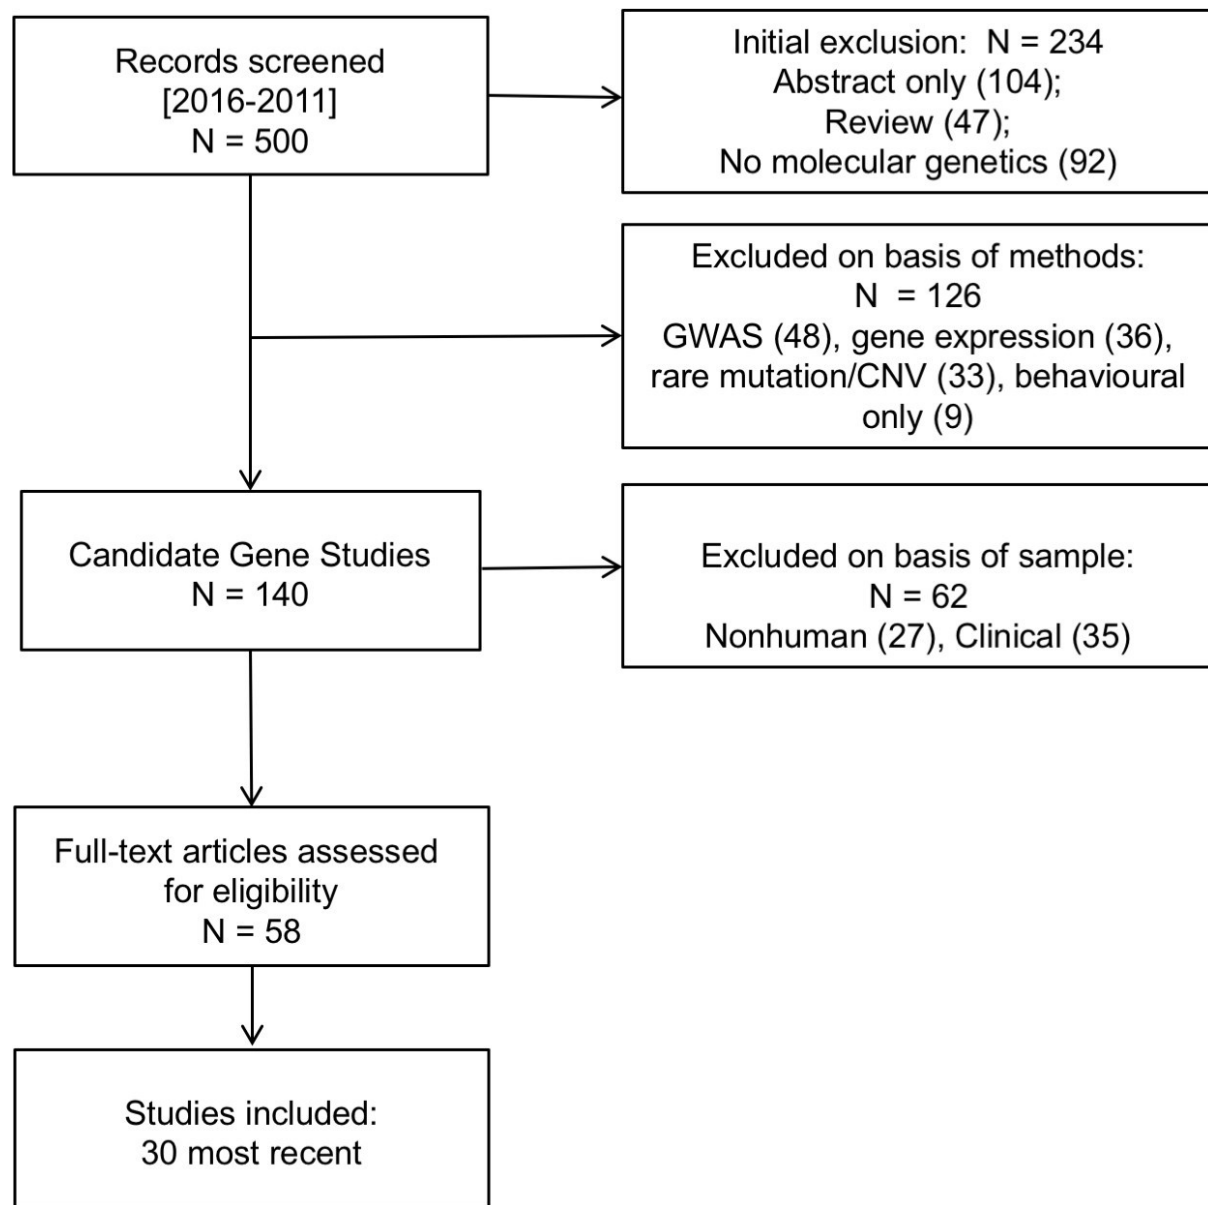 Records screened
[2016-2011]
N = 500
Initial exclusion:  N = 234
Abstract only (104);
Review (47);
No molecular genetics (92)
Excluded on basis of methods:
N  = 126
GWAS (48), gene expression (36),
rare mutation/CNV (33), behavioural
only (9)
Candidate Gene Studies
N = 140
Excluded on basis of sample:
N = 62
Nonhuman (27), Clinical (35)
Full-text articles assessed
for eligibility
N = 58
Studies included:
30 most recent